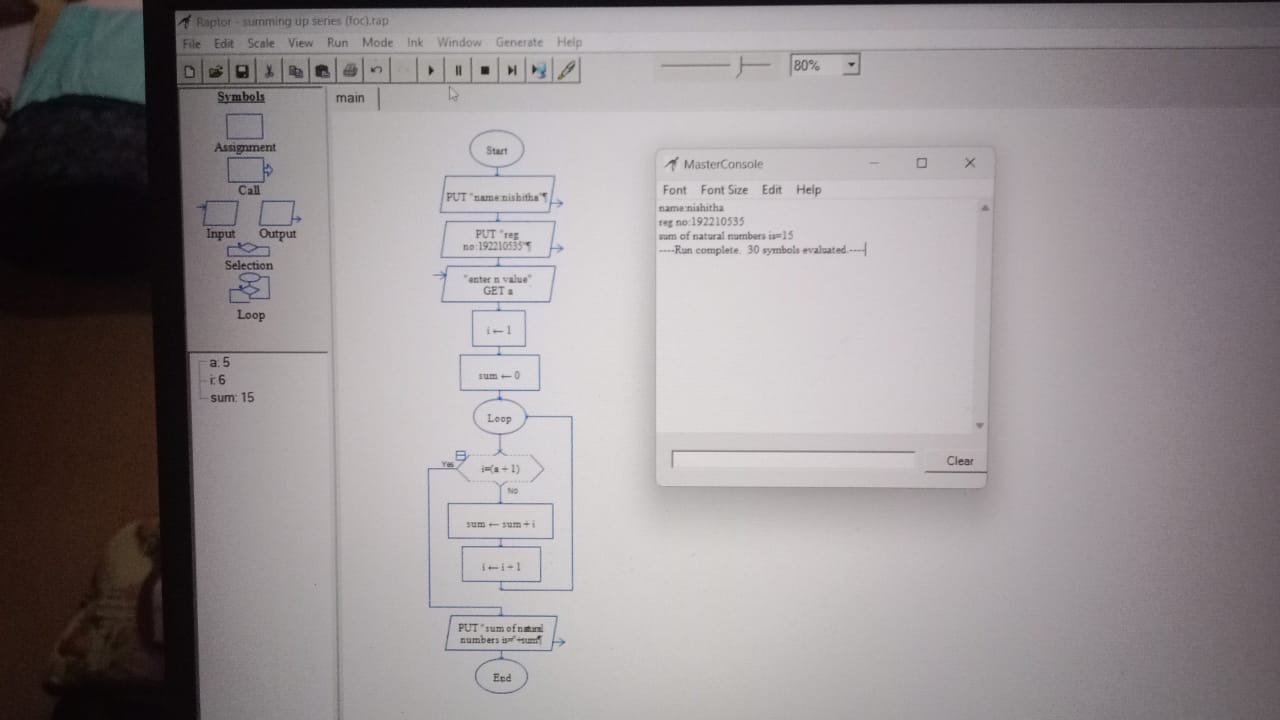 Raptor - summing up series (foc).rap
File Edit Scale View Run Mode Ink Window Generate Help
80%
Symbols
Assignment
Call
Input Output
Selection
Loop
a: 5
i: 6
sum: 15
main
Start
PUT "name:nishitha"¶
PUT "reg
no:192210535"¶
"enter n value"
GET a
i ← 1
sum ← 0
Loop
Yes
i=(a + 1)
No
sum ← sum + i
i ← i + 1
PUT "sum of natural
numbers is="+sum¶
End
MasterConsole
Font Font Size Edit Help
name:nishitha
reg no:192210535
sum of natural numbers is=15
----Run complete. 30 symbols evaluated.----
Clear